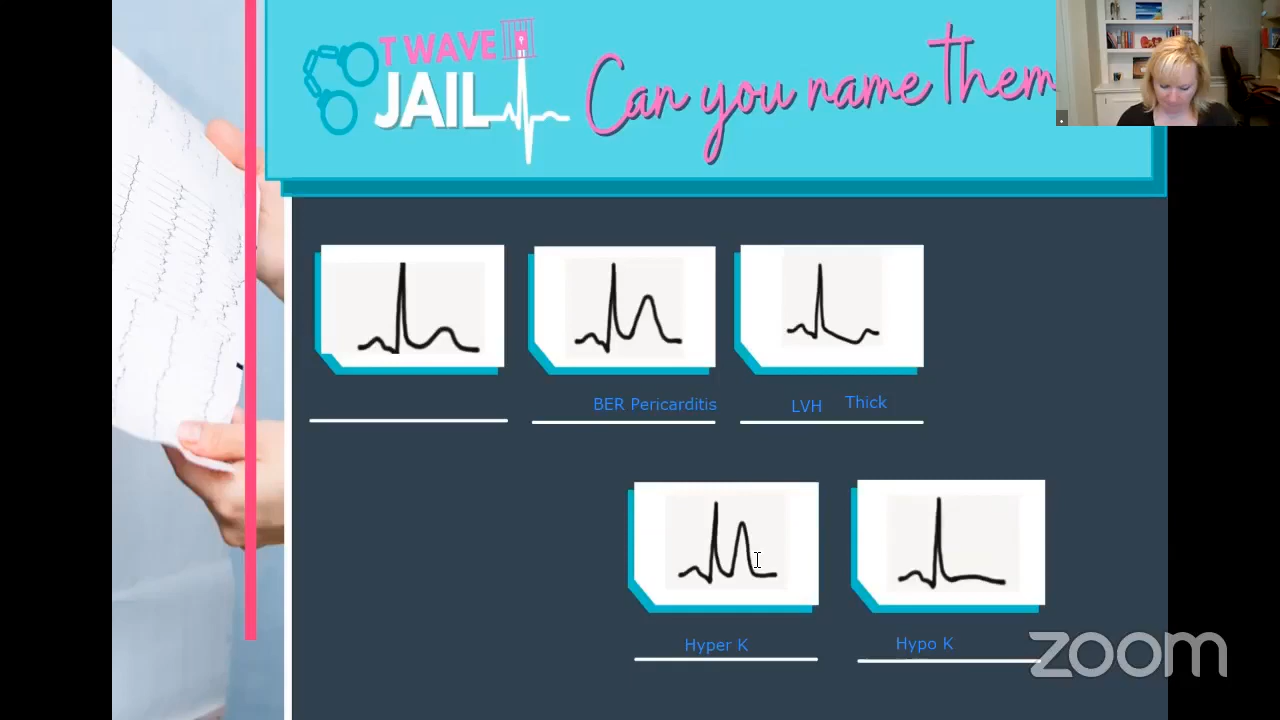 T WAVE
JAIL
Can you name them
BER Pericarditis
LVH Thick
Hyper K
Hypo K
zoom